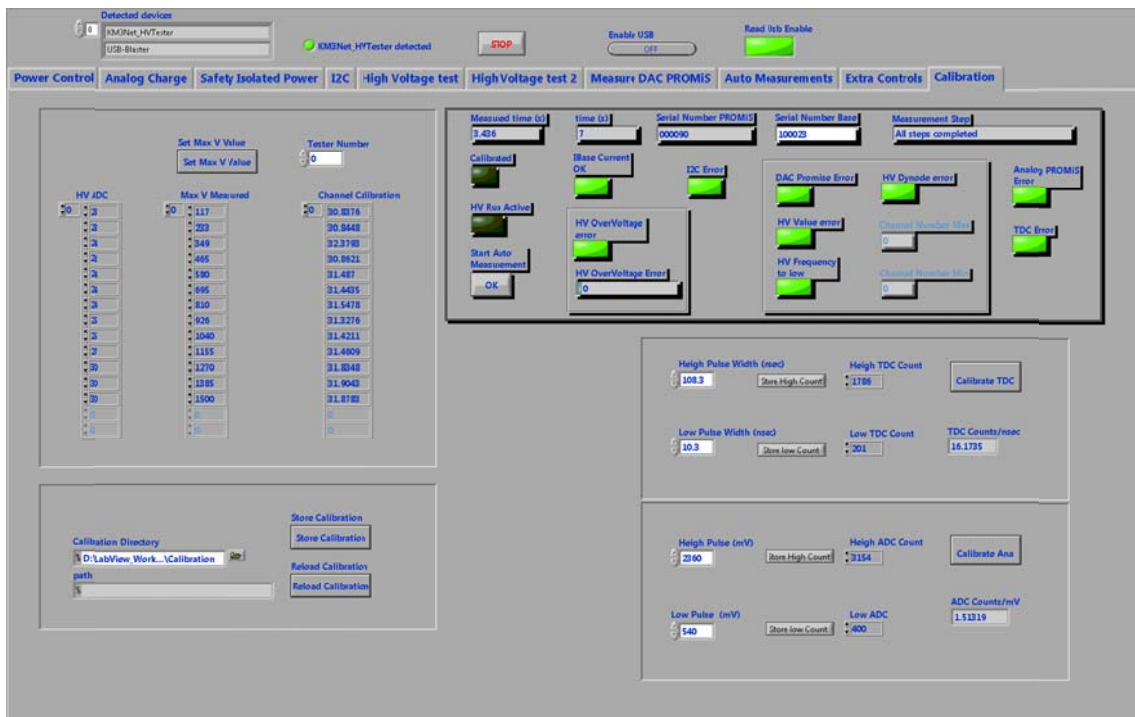 Detected devices
0
KM3Net_HVTester
USB-Blaster
KM3Net_HVTester detected
STOP
Enable USB
OFF
Read Usb Enable
Power Control
Analog Charge
Safety Isolated Power
I2C
High Voltage test
High Voltage test 2
Measure DAC PROMiS
Auto Measurements
Extra Controls
Calibration
Set Max V Value
Set Max V Value
Tester Number
0
HV ADC
Max V Measured
Channel Calibration
0
0
117
233
349
465
580
695
810
926
1040
1155
1270
1385
1500
0
0
0
30.8376
30.8448
32.3793
30.8621
31.487
31.4435
31.5478
31.3276
31.4211
31.4609
31.8348
31.9043
31.8783
0
0
Measued time (s)
3.436
time (s)
7
Serial Number PROMiS
000090
Serial Number Base
100023
Measurement Step
All steps completed
Calibrated
IBase Current
OK
I2C Error
DAC Promise Error
HV Dynode error
Analog PROMiS
Error
HV Run Active
HV OverVoltage
error
HV Value error
Channel Number Max
0
TDC Error
Start Auto
Measurement
OK
HV OverVoltage Error
0
HV Frequency
to low
Channel Number Min
0
Heigh Pulse Width (nsec)
108.3
Store High Count
Heigh TDC Count
1786
Calibrate TDC
Low Pulse Width (nsec)
10.3
Store low Count
Low TDC Count
201
TDC Counts/nsec
16.1735
Calibration Directory
D:\LabView_Work...\Calibration
path
Store Calibration
Store Calibration
Reload Calibration
Reload Calibration
Heigh Pulse (mV)
2360
Store High Count
Heigh ADC Count
3154
Calibrate Ana
Low Pulse (mV)
540
Store low Count
Low ADC
400
ADC Counts/mV
1.51319